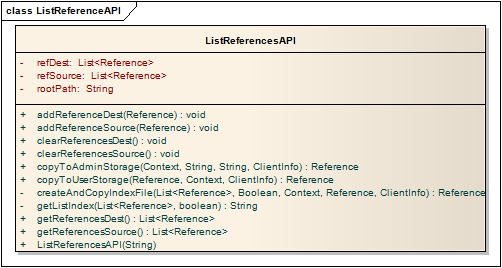 class ListReferenceAPI
ListReferencesAPI
- refDest: List<Reference>
- refSource: List<Reference>
- rootPath: String
+ addReferenceDest(Reference) : void
+ addReferenceSource(Reference) : void
+ clearReferencesDest() : void
+ clearReferencesSource() : void
+ copyToAdminStorage(Context, String, String, ClientInfo) : Reference
+ copyToUserStorage(Reference, Context, ClientInfo) : Reference
- createAndCopyIndexFile(List<Reference>, Boolean, Context, Reference, ClientInfo) : Reference
- getListIndex(List<Reference>, boolean) : String
+ getReferencesDest() : List<Reference>
+ getReferencesSource() : List<Reference>
+ ListReferencesAPI(String)